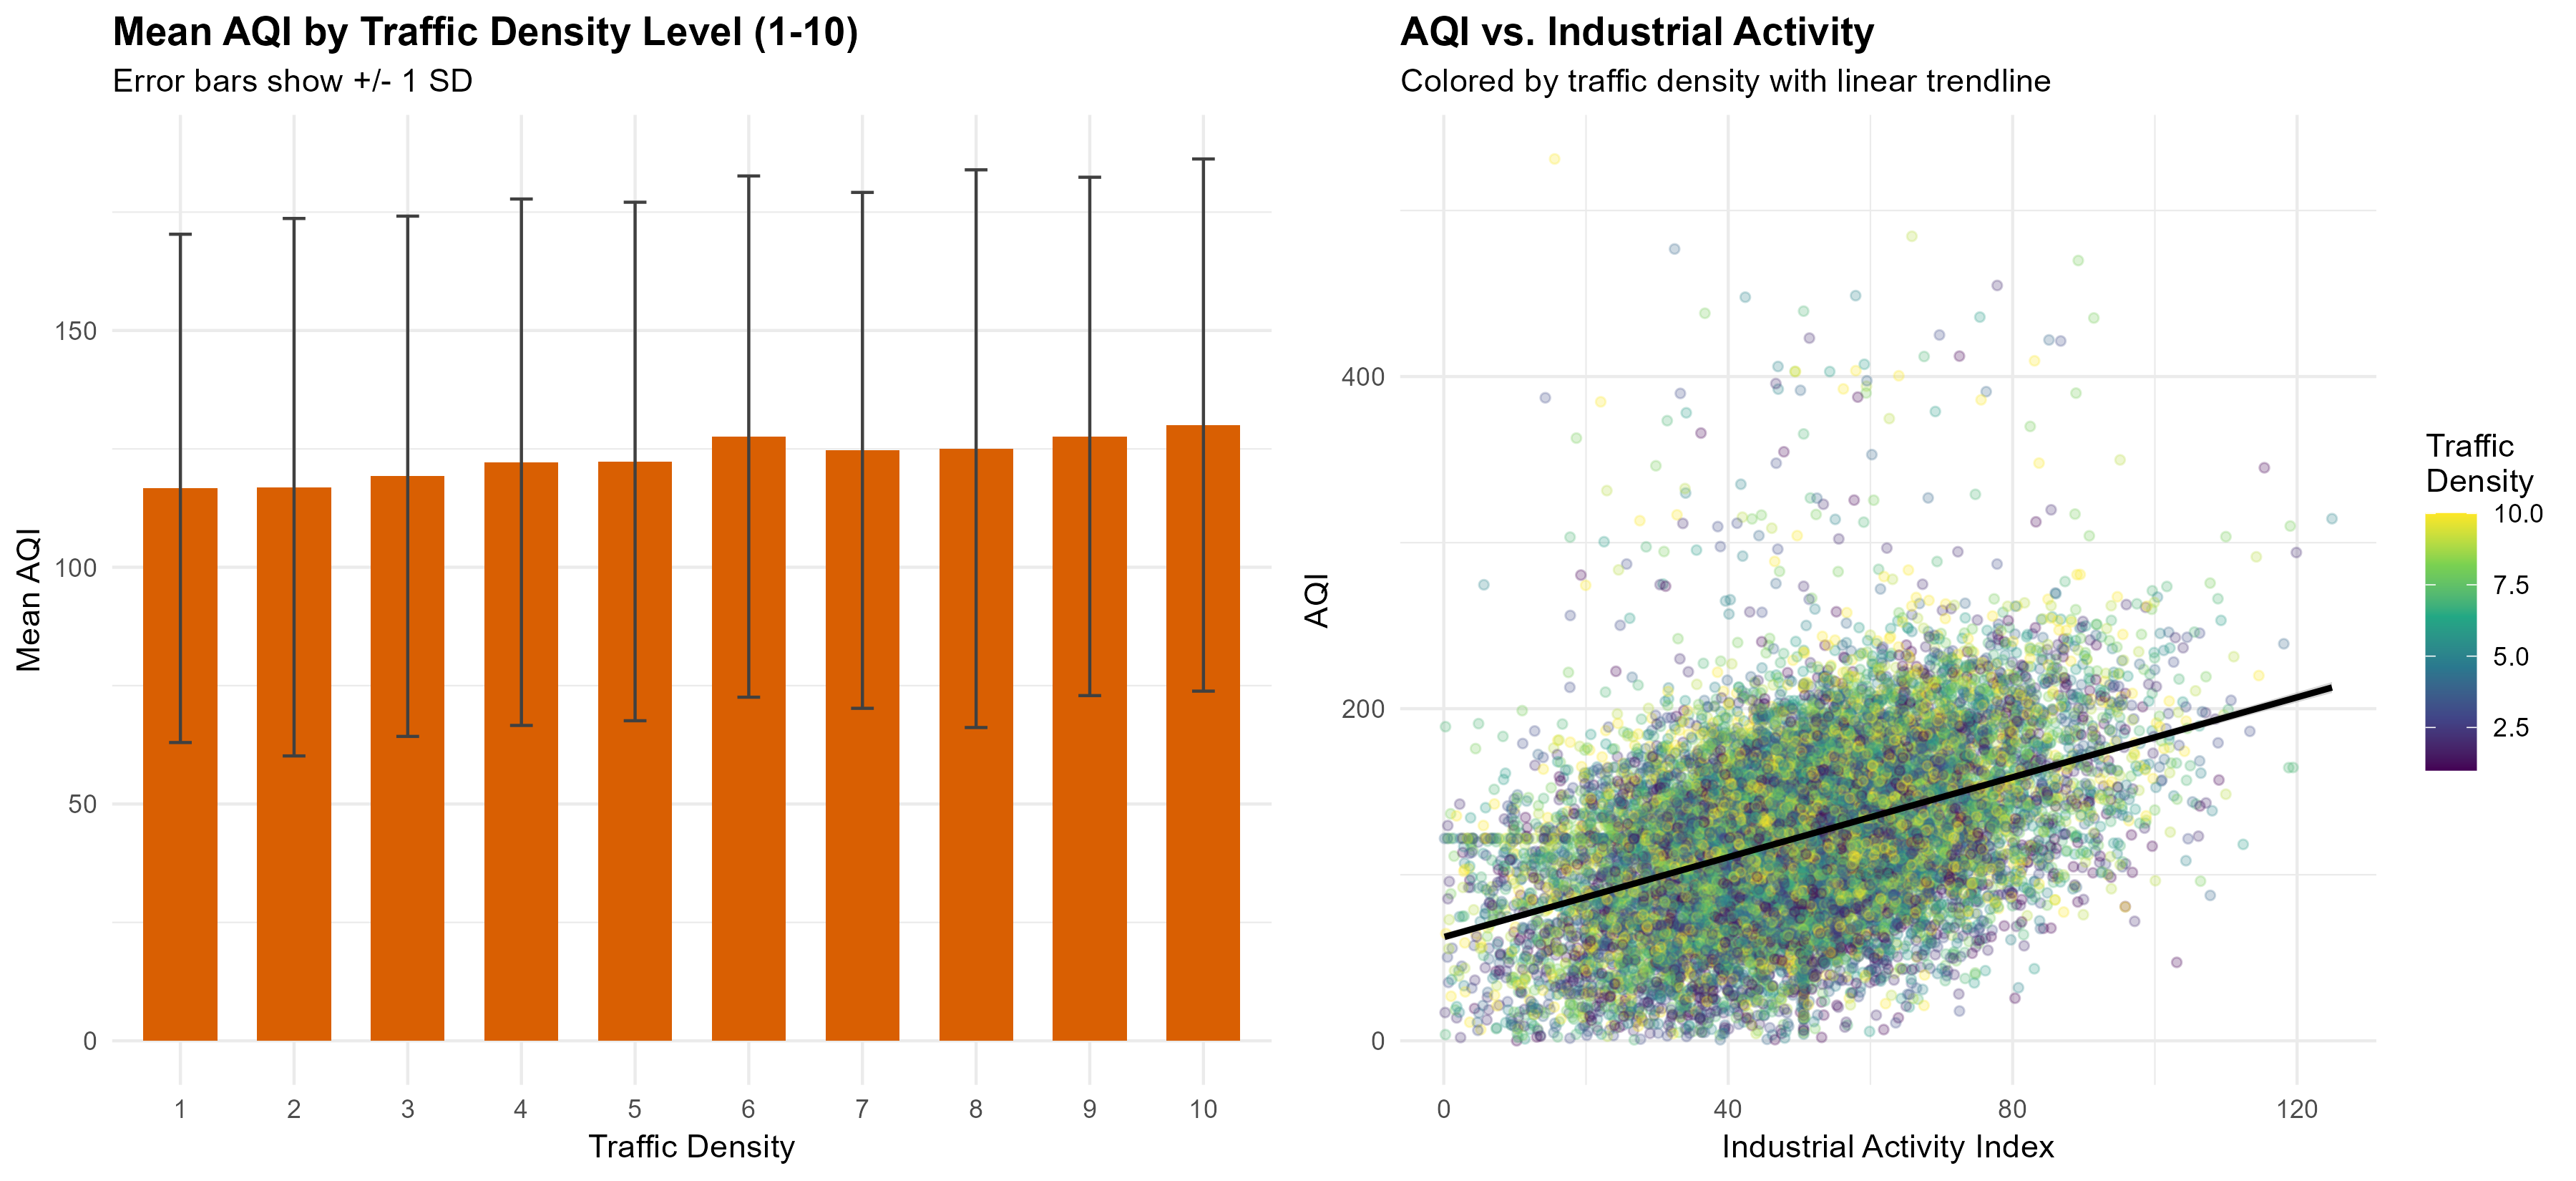 Mean AQI by Traffic Density Level (1-10)
Error bars show +/- 1 SD
Mean AQI
150
100
50
0
1 2 3 4 5 6 7 8 9 10
Traffic Density
AQI vs. Industrial Activity
Colored by traffic density with linear trendline
AQI
400
200
0
0 40 80 120
Industrial Activity Index
Traffic
Density
10.0
7.5
5.0
2.5